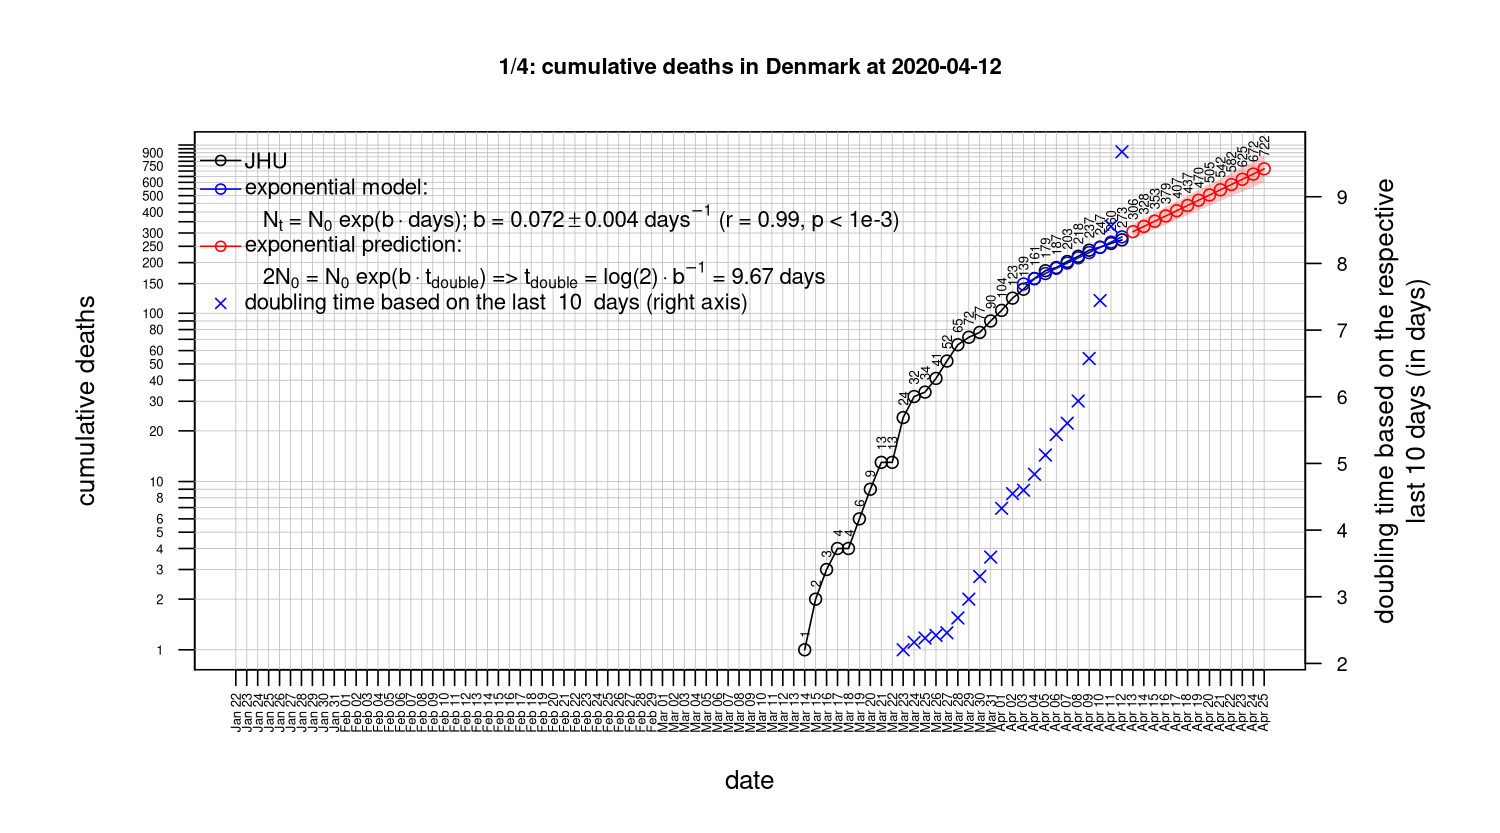 1/4: cumulative deaths in Denmark at 2020-04-12
JHU
exponential model:
Nt = N0 exp(b · days); b = 0.072 ± 0.004 days−1 (r = 0.99, p < 1e-3)
exponential prediction:
2N0 = N0 exp(b · tdouble) => tdouble = log(2) · b−1 = 9.67 days
doubling time based on the last 10 days (right axis)
cumulative deaths
900
750
600
500
400
300
250
200
150
100
80
60
50
40
30
20
10
8
6
5
4
3
2
1
1
2
3
4
4
6
9
13
13
24
32
34
41
52
65
72
77
90
104
123
139
161
179
187
203
218
237
247
260
273
306
328
353
379
407
437
470
505
542
582
625
672
722
9
8
7
6
5
4
3
2
doubling time based on the respective
last 10 days (in days)
Jan 22
Jan 23
Jan 24
Jan 25
Jan 26
Jan 27
Jan 28
Jan 29
Jan 30
Jan 31
Feb 01
Feb 02
Feb 03
Feb 04
Feb 05
Feb 06
Feb 07
Feb 08
Feb 09
Feb 10
Feb 11
Feb 12
Feb 13
Feb 14
Feb 15
Feb 16
Feb 17
Feb 18
Feb 19
Feb 20
Feb 21
Feb 22
Feb 23
Feb 24
Feb 25
Feb 26
Feb 27
Feb 28
Feb 29
Mar 01
Mar 02
Mar 03
Mar 04
Mar 05
Mar 06
Mar 07
Mar 08
Mar 09
Mar 10
Mar 11
Mar 12
Mar 13
Mar 14
Mar 15
Mar 16
Mar 17
Mar 18
Mar 19
Mar 20
Mar 21
Mar 22
Mar 23
Mar 24
Mar 25
Mar 26
Mar 27
Mar 28
Mar 29
Mar 30
Mar 31
Apr 01
Apr 02
Apr 03
Apr 04
Apr 05
Apr 06
Apr 07
Apr 08
Apr 09
Apr 10
Apr 11
Apr 12
Apr 13
Apr 14
Apr 15
Apr 16
Apr 17
Apr 18
Apr 19
Apr 20
Apr 21
Apr 22
Apr 23
Apr 24
Apr 25
date